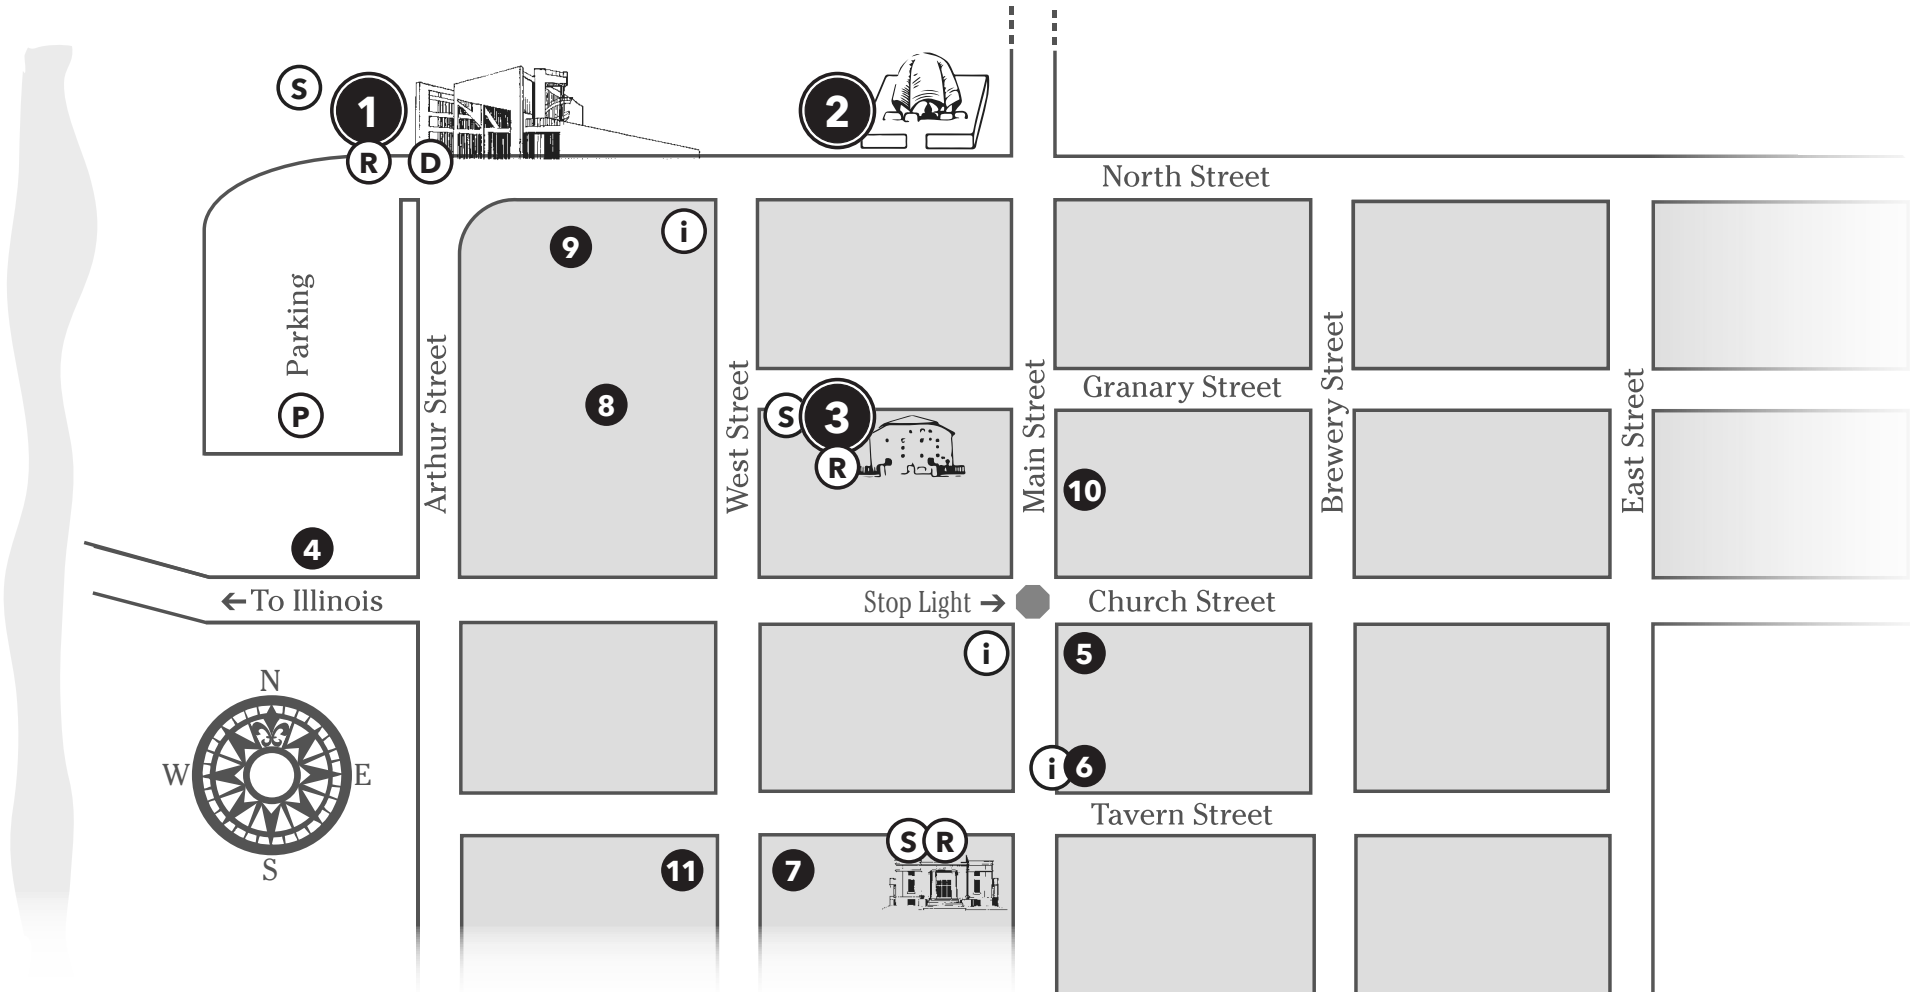 S
1
2
R
D
North Street
9
i
Parking
P
Arthur Street
8
West Street
S
3
R
Main Street
Granary Street
10
Brewery Street
East Street
4
← To Illinois
Stop Light →
Church Street
i
5
i
6
N
W
E
S
Tavern Street
S
R
11
7